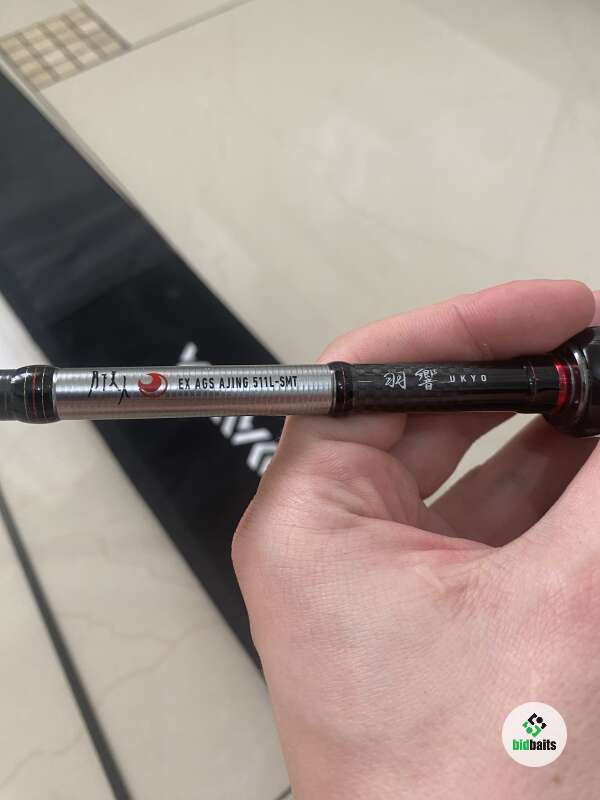 月下美人 EX AGS AJING 511L-SMT 羽響 UKYO
bidbaits